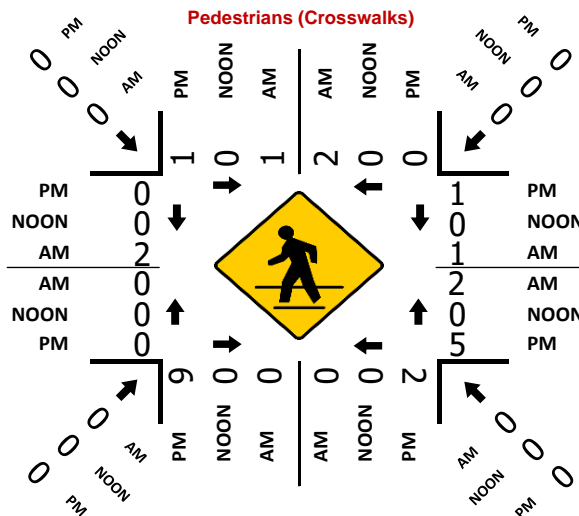 Pedestrians (Crosswalks)
0 PM
0 NOON
0 AM
PM NOON AM AM NOON PM
PM 0
NOON 0
AM 0
1 0 1 2 0 0
PM 0 1 PM
NOON 0 0 NOON
AM 2 1 AM
AM 0 2 AM
NOON 0 0 NOON
PM 0 5 PM
6 0 0 0 0 2
PM NOON AM AM NOON PM
0 AM
0 NOON
0 PM
AM 0
NOON 0
PM 0